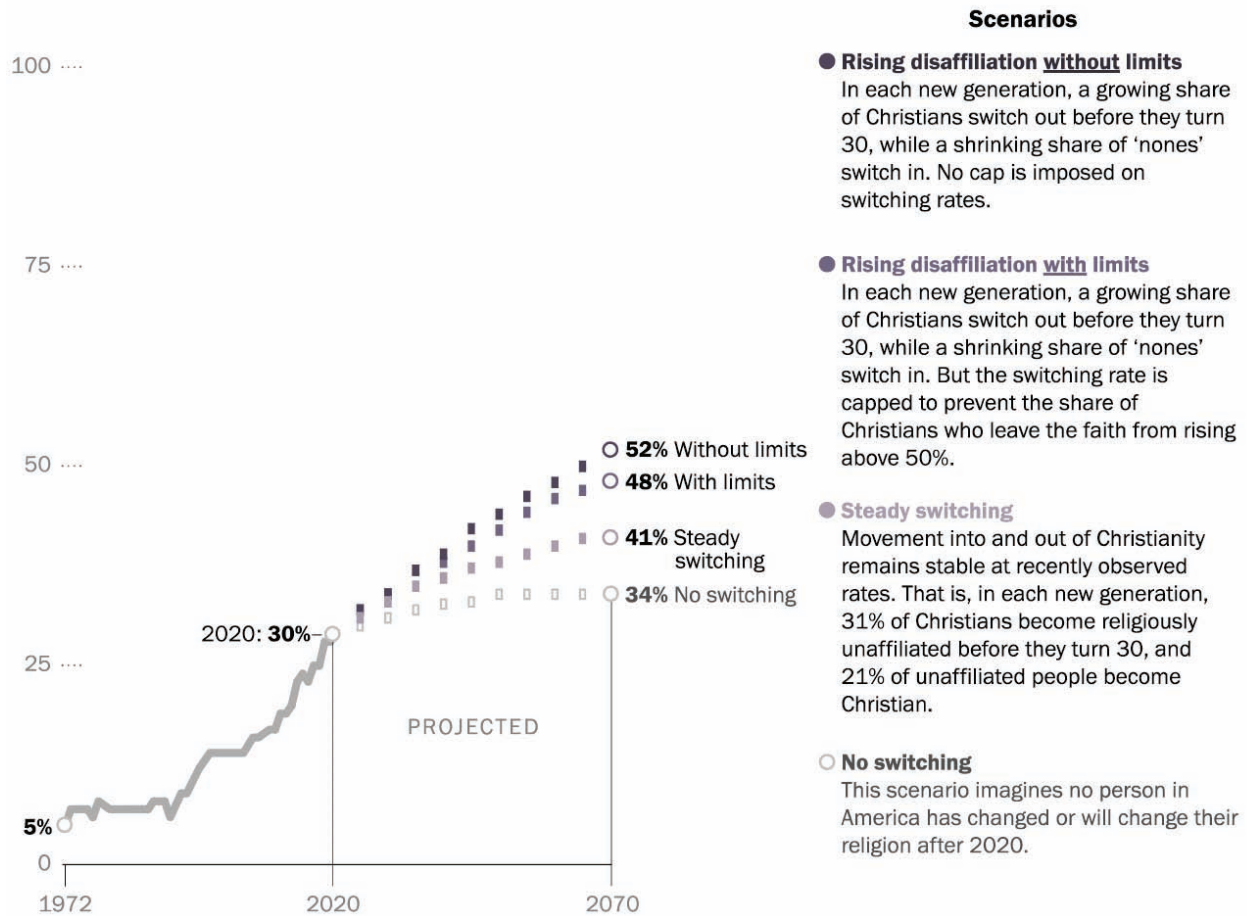 100 ....
75 ....
50 ....
25 ....
0
5%
2020: 30%
PROJECTED
52% Without limits
48% With limits
41% Steady
switching
34% No switching
1972
2020
2070
Scenarios
Rising disaffiliation without limits
In each new generation, a growing share
of Christians switch out before they turn
30, while a shrinking share of ‘nones’
switch in. No cap is imposed on
switching rates.
Rising disaffiliation with limits
In each new generation, a growing share
of Christians switch out before they turn
30, while a shrinking share of ‘nones’
switch in. But the switching rate is
capped to prevent the share of
Christians who leave the faith from rising
above 50%.
Steady switching
Movement into and out of Christianity
remains stable at recently observed
rates. That is, in each new generation,
31% of Christians become religiously
unaffiliated before they turn 30, and
21% of unaffiliated people become
Christian.
No switching
This scenario imagines no person in
America has changed or will change their
religion after 2020.